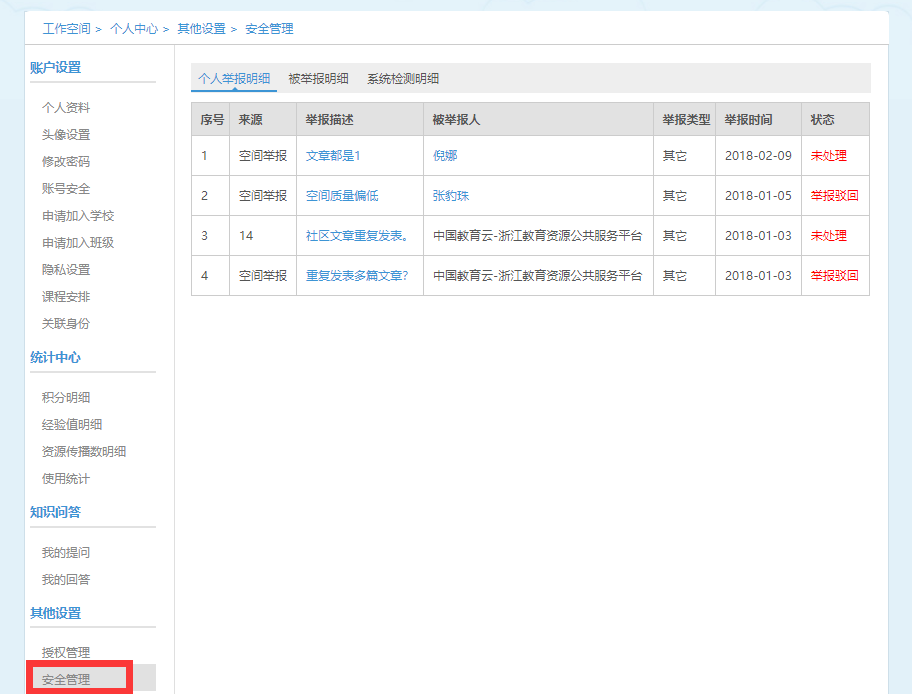 工作空间 > 个人中心 > 其他设置 > 安全管理
账户设置
个人资料
头像设置
修改密码
账号安全
申请加入学校
申请加入班级
隐私设置
课程安排
关联身份
统计中心
积分明细
经验值明细
资源传播数明细
使用统计
知识问答
我的提问
我的回答
其他设置
授权管理
安全管理
个人举报明细 被举报明细 系统检测明细
序号 来源 举报描述 被举报人 举报类型 举报时间 状态
1 空间举报 文章都是1 倪娜 其它 2018-02-09 未处理
2 空间举报 空间质量偏低 张豹珠 其它 2018-01-05 举报驳回
3 14 社区文章重复发表。 中国教育云-浙江教育资源公共服务平台 其它 2018-01-03 未处理
4 空间举报 重复发表多篇文章? 中国教育云-浙江教育资源公共服务平台 其它 2018-01-03 举报驳回